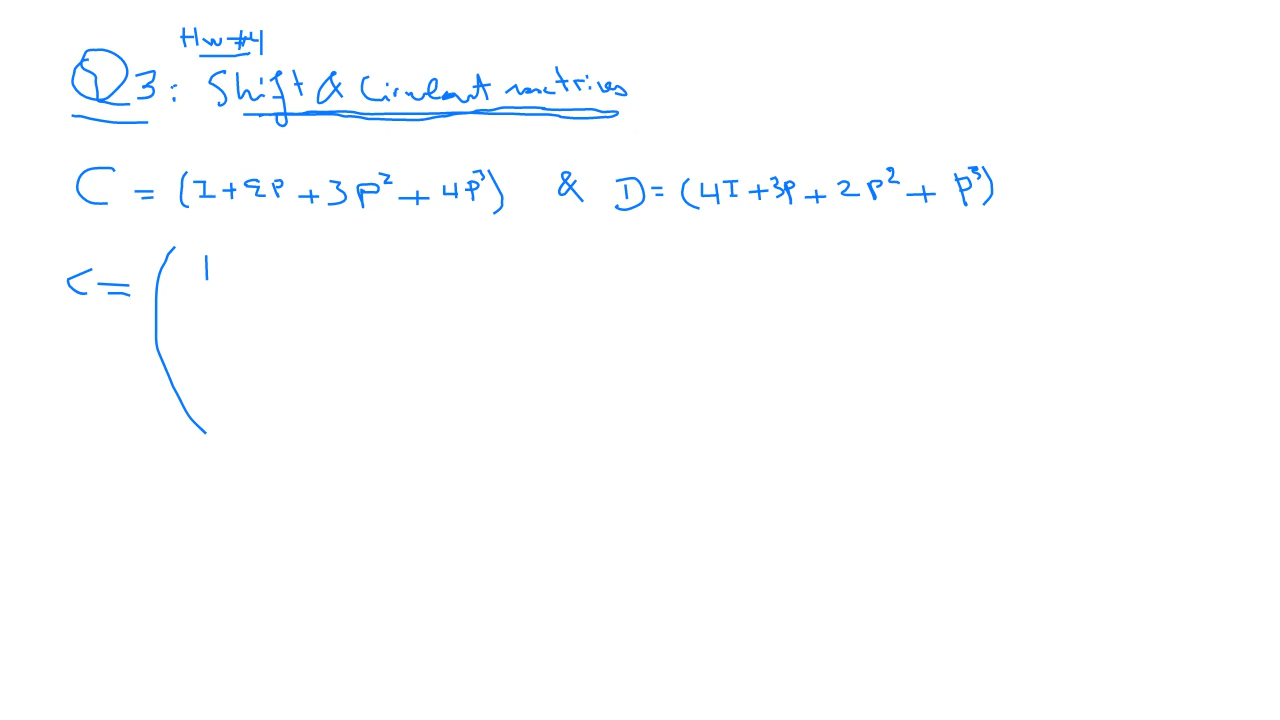 Hw #4
Q3: Shift & Circulant matrices
C = (I + 2P + 3P² + 4P³) & D = (4I + 3P + 2P² + P³)
C = ( 1